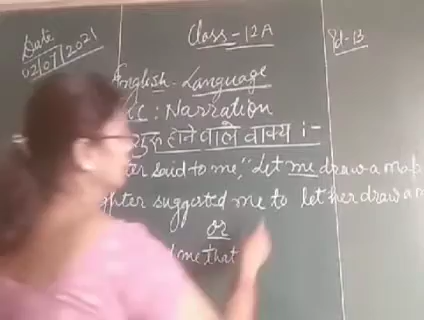 Date
02/07/2021
Class-12A
Pd-13
English-Language
: Narration
होने वाले वाक्य :-
said to me, "Let me draw a map
suggested me to let her draw a
or
me that